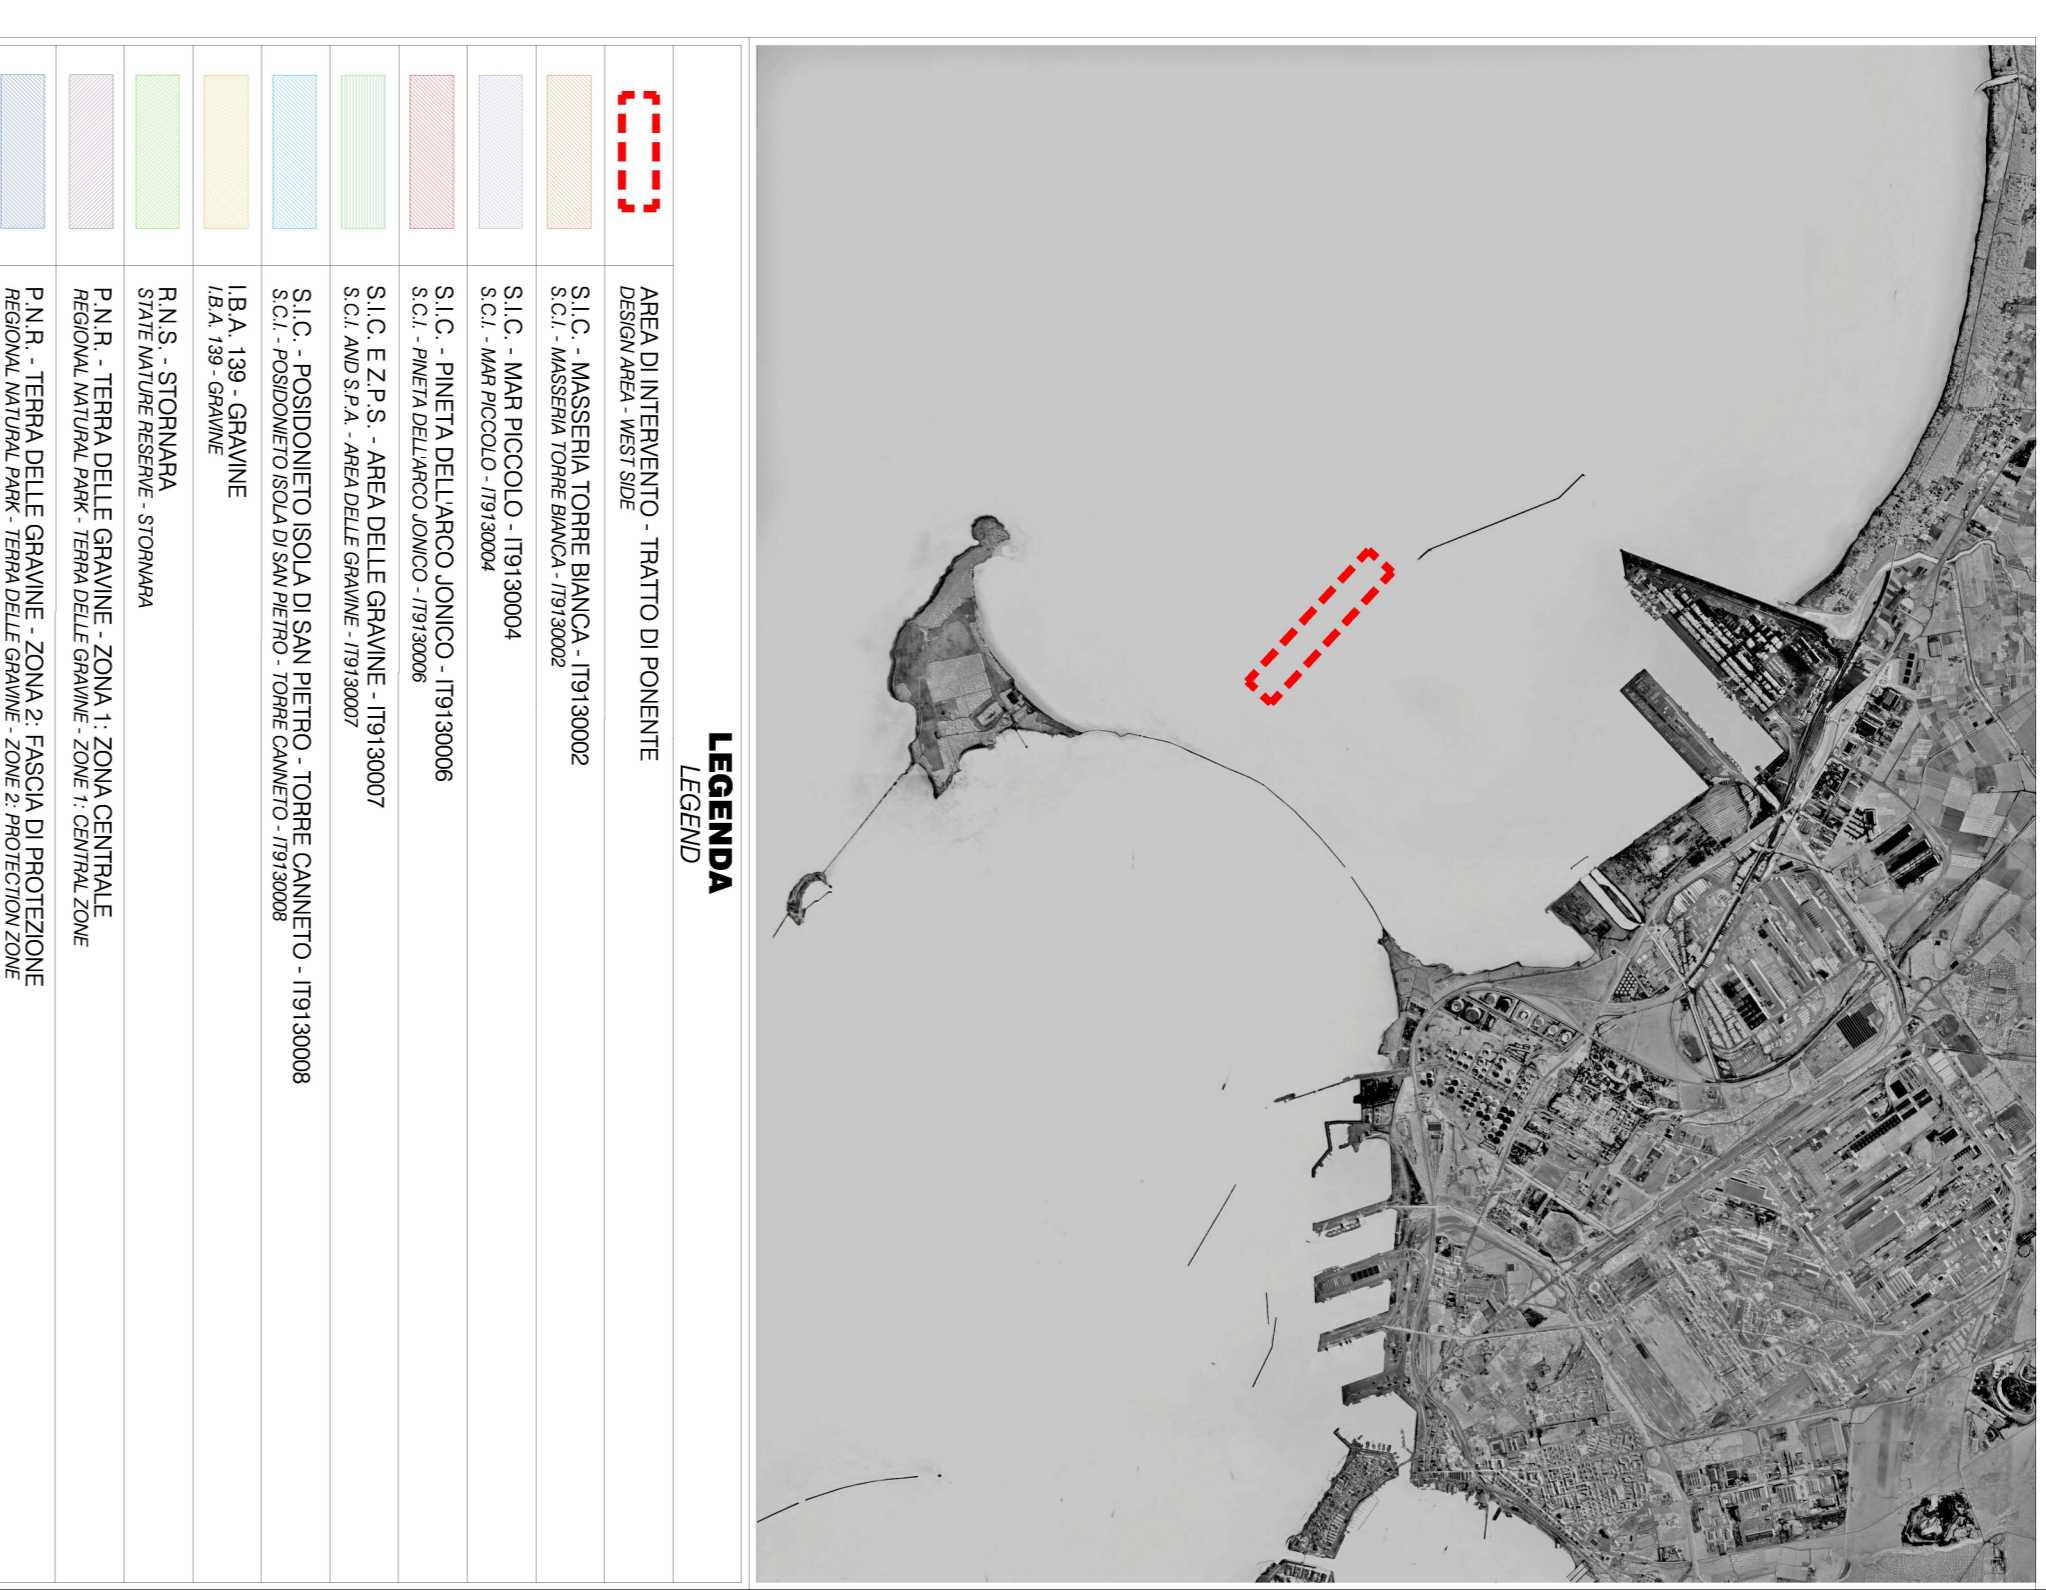 LEGENDA
LEGEND
AREA DI INTERVENTO - TRATTO DI PONENTE
DESIGN AREA - WEST SIDE
S.I.C. - MASSERIA TORRE BIANCA - IT9130002
S.C.I. - MASSERIA TORRE BIANCA - IT9130002
S.I.C. - MAR PICCOLO - IT9130004
S.C.I. - MAR PICCOLO - IT9130004
S.I.C. - PINETA DELL'ARCO JONICO - IT9130006
S.C.I. - PINETA DELL'ARCO JONICO - IT9130006
S.I.C. E Z.P.S. - AREA DELLE GRAVINE - IT9130007
S.C.I. AND S.P.A. - AREA DELLE GRAVINE - IT9130007
S.I.C. - POSIDONIETO ISOLA DI SAN PIETRO - TORRE CANNETO - IT9130008
S.C.I. - POSIDONIETO ISOLA DI SAN PIETRO - TORRE CANNETO - IT9130008
I.B.A. 139 - GRAVINE
I.B.A. 139 - GRAVINE
R.N.S. - STORNARA
STATE NATURE RESERVE - STORNARA
P.N.R. - TERRA DELLE GRAVINE - ZONA 1: ZONA CENTRALE
REGIONAL NATURAL PARK - TERRA DELLE GRAVINE - ZONE 1: CENTRAL ZONE
P.N.R. - TERRA DELLE GRAVINE - ZONA 2: FASCIA DI PROTEZIONE
REGIONAL NATURAL PARK - TERRA DELLE GRAVINE - ZONE 2: PROTECTION ZONE